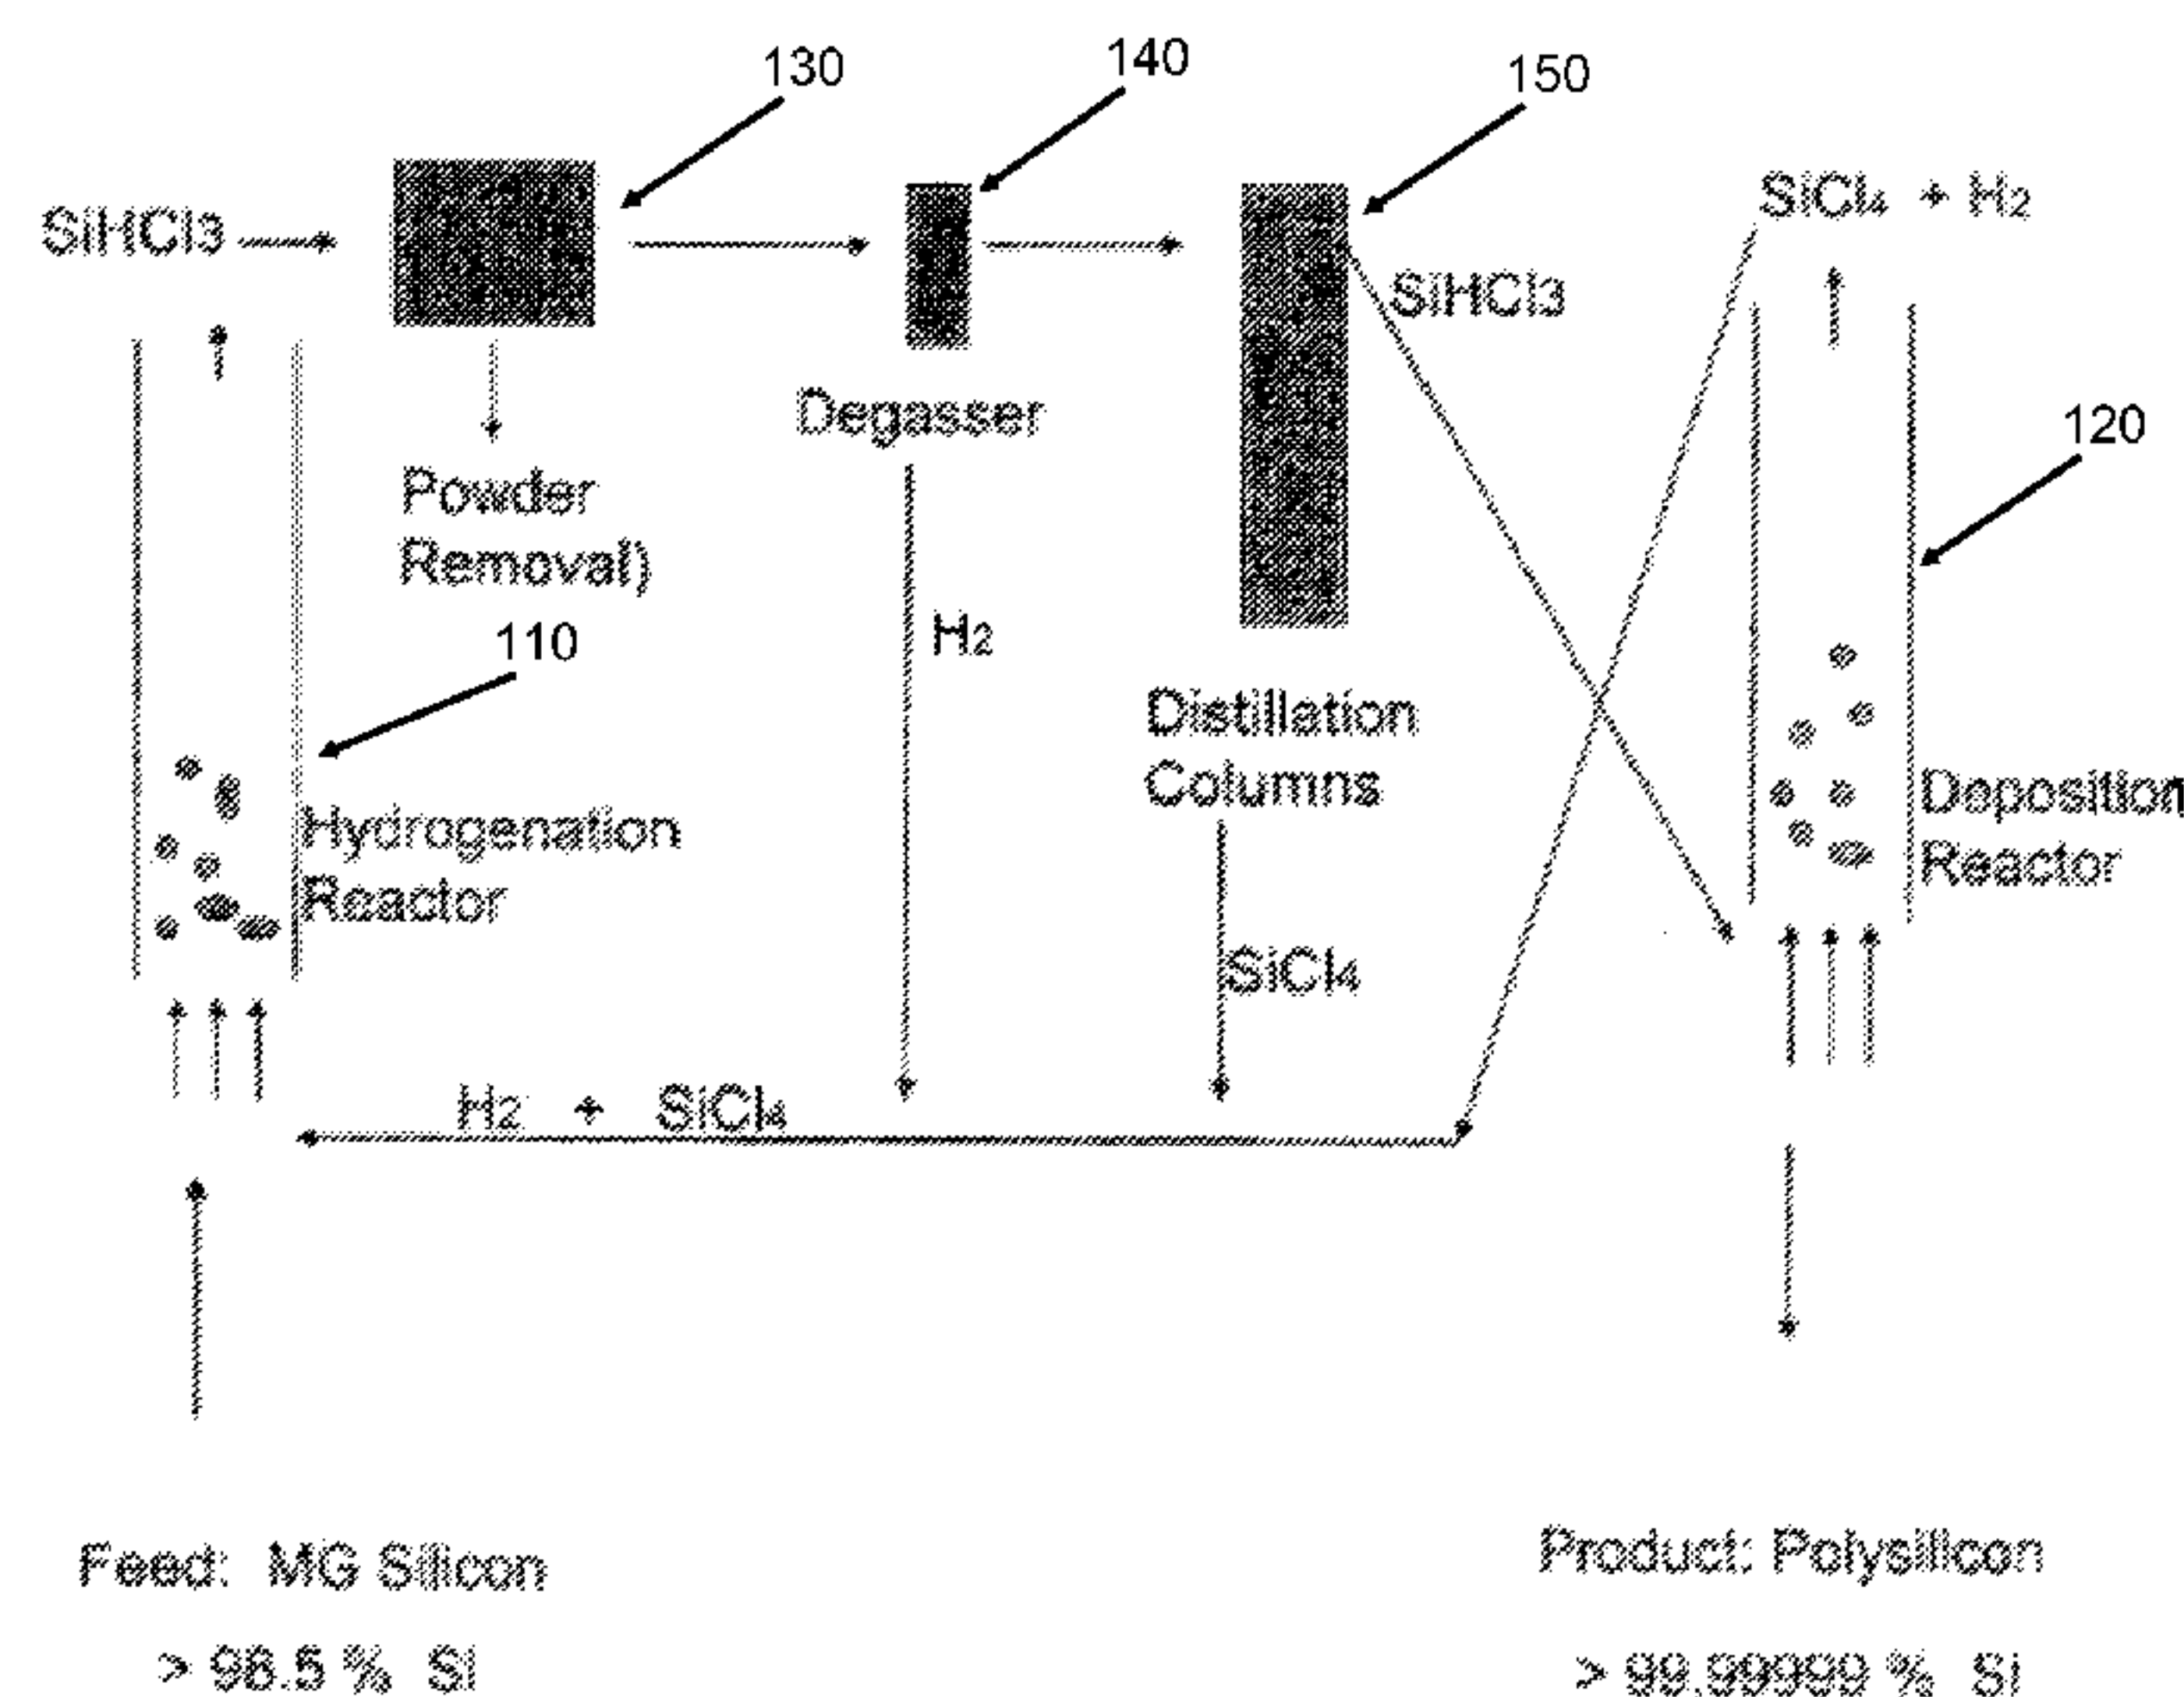 130
140
150
SiHCl3
SiCl4 + H2
SiHCl3
120
Degasser
Powder
Removal)
110
H2
Distillation
Columns
Hydrogenation
Reactor
Deposition
Reactor
SiCl4
H2 + SiCl4
Feed: MG Silicon
Product: Polysilicon
> 98.5 % Si
> 99.99999 % Si